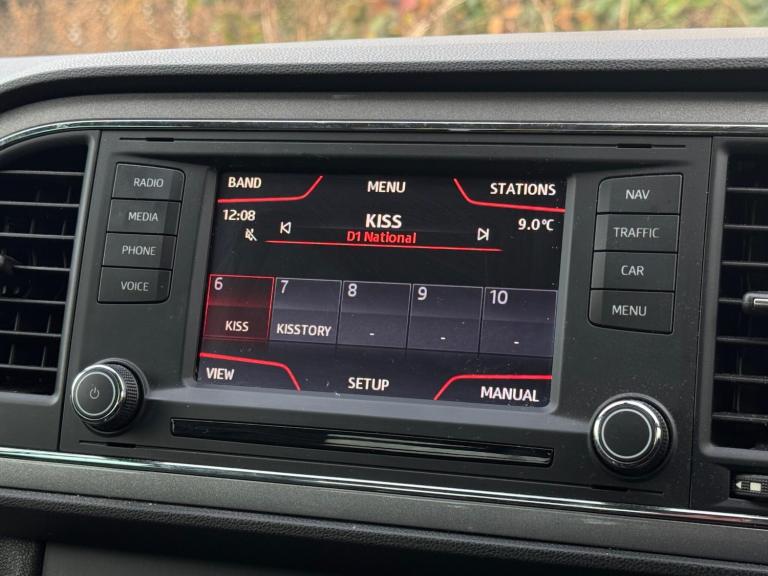 RADIO
MEDIA
PHONE
VOICE
BAND
MENU
STATIONS
12:08
KISS
9.0°C
D1 National
6
7
8
9
10
KISS
KISSTORY
-
-
-
VIEW
SETUP
MANUAL
NAV
TRAFFIC
CAR
MENU